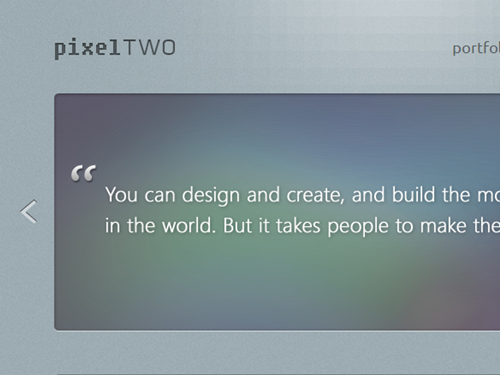 pixelTWO
portfol
“
You can design and create, and build the mo
in the world. But it takes people to make the